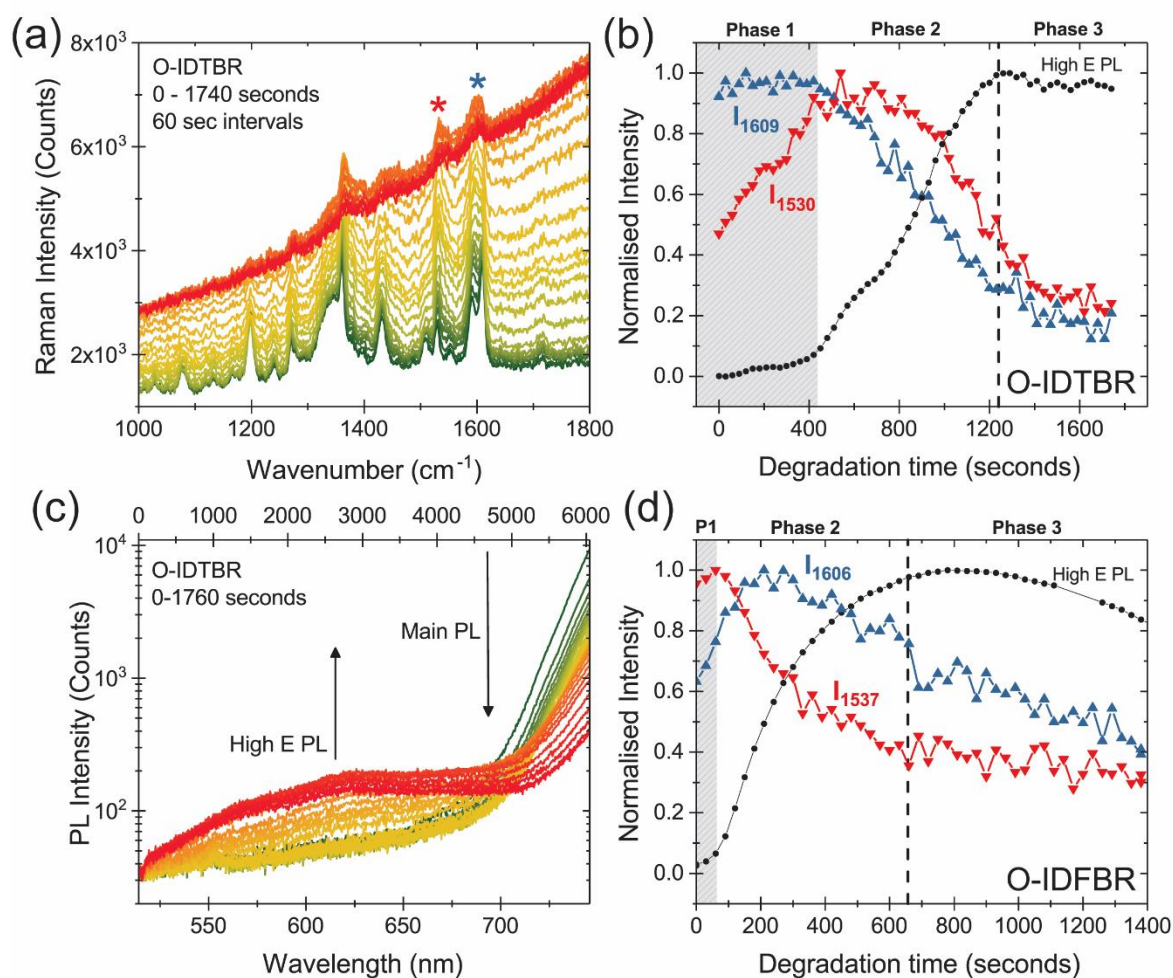 (a)
O-IDTBR
0 - 1740 seconds
60 sec intervals
*
*
8x10³
6x10³
4x10³
2x10³
Raman Intensity (Counts)
1000 1200 1400 1600 1800
Wavenumber (cm⁻¹)
(b)
Phase 1 Phase 2 Phase 3
High E PL
I₁₆₀₉
I₁₅₃₀
1.0
0.8
0.6
0.4
0.2
0.0
Normalised Intensity
O-IDTBR
0 400 800 1200 1600
Degradation time (seconds)
(c)
0 1000 2000 3000 4000 5000 6000
O-IDTBR
0-1760 seconds
Main PL
High E PL
10⁴
10³
10²
PL Intensity (Counts)
550 600 650 700
Wavelength (nm)
(d)
P1 Phase 2 Phase 3
I₁₆₀₆
High E PL
I₁₅₃₇
1.0
0.8
0.6
0.4
0.2
0.0
Normalised Intensity
O-IDFBR
0 200 400 600 800 1000 1200 1400
Degradation time (seconds)